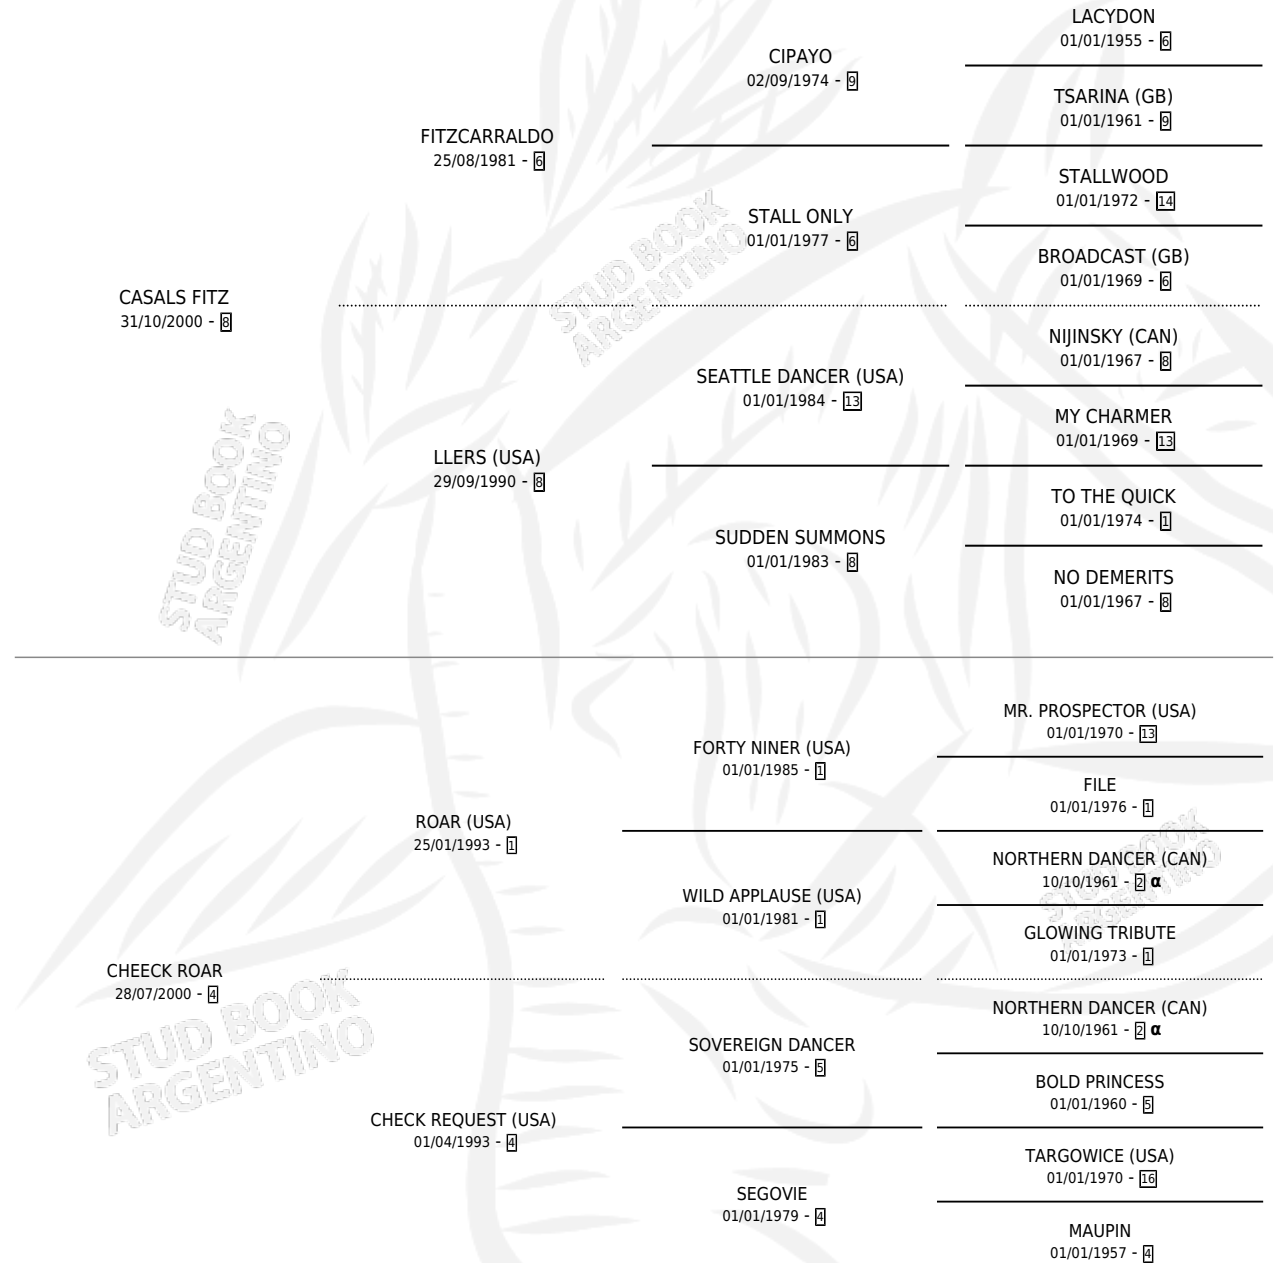 LACYDON
01/01/1955 - 6
CIPAYO
02/09/1974 - 9
TSARINA (GB)
01/01/1961 - 9
FITZCARRALDO
25/08/1981 - 6
STALLWOOD
01/01/1972 - 14
STALL ONLY
01/01/1977 - 6
BROADCAST (GB)
01/01/1969 - 6
CASALS FITZ
31/10/2000 - 8
NIJINSKY (CAN)
01/01/1967 - 8
SEATTLE DANCER (USA)
01/01/1984 - 13
MY CHARMER
01/01/1969 - 13
LLERS (USA)
29/09/1990 - 8
TO THE QUICK
01/01/1974 - 1
SUDDEN SUMMONS
01/01/1983 - 8
NO DEMERITS
01/01/1967 - 8
MR. PROSPECTOR (USA)
01/01/1970 - 13
FORTY NINER (USA)
01/01/1985 - 1
FILE
01/01/1976 - 1
ROAR (USA)
25/01/1993 - 1
NORTHERN DANCER (CAN)
10/10/1961 - 2 α
WILD APPLAUSE (USA)
01/01/1981 - 1
GLOWING TRIBUTE
01/01/1973 - 1
CHEECK ROAR
28/07/2000 - 4
NORTHERN DANCER (CAN)
10/10/1961 - 2 α
SOVEREIGN DANCER
01/01/1975 - 5
BOLD PRINCESS
01/01/1960 - 5
CHECK REQUEST (USA)
01/04/1993 - 4
TARGOWICE (USA)
01/01/1970 - 16
SEGOVIE
01/01/1979 - 4
MAUPIN
01/01/1957 - 4
STUD BOOK
ARGENTINO
STUD BOOK
ARGENTINO
STUD BOOK
ARGENTINO
STUD BOOK
ARGENTINO